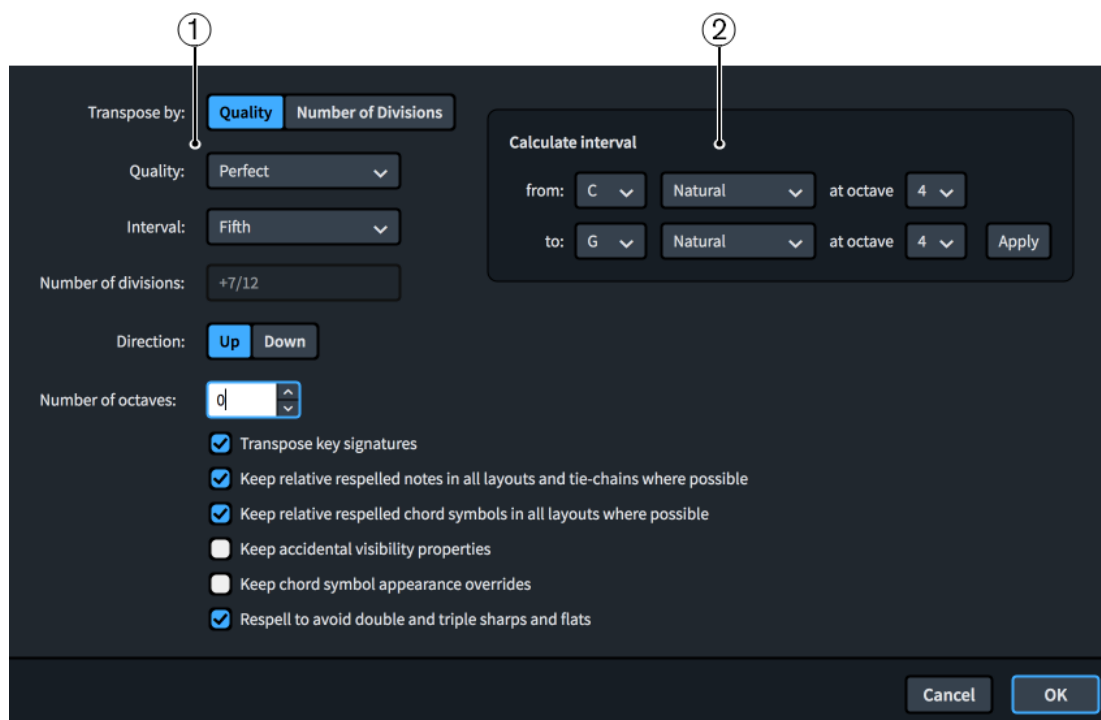 ① ②
Transpose by: Quality Number of Divisions
Quality: Perfect
Interval: Fifth
Number of divisions: +7/12
Direction: Up Down
Number of octaves: 0
Transpose key signatures
Keep relative respelled notes in all layouts and tie-chains where possible
Keep relative respelled chord symbols in all layouts where possible
Keep accidental visibility properties
Keep chord symbol appearance overrides
Respell to avoid double and triple sharps and flats
Calculate interval
from: C Natural at octave 4
to: G Natural at octave 4 Apply
Cancel OK